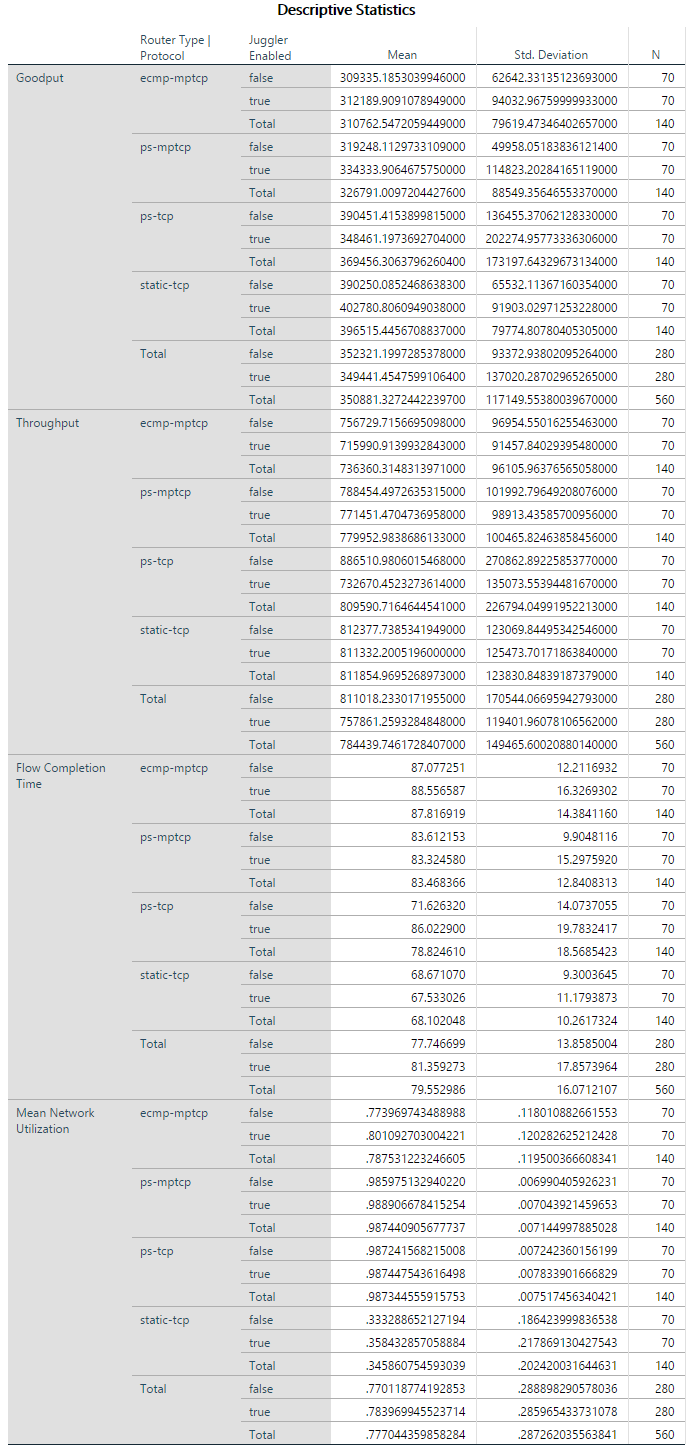 Descriptive Statistics
Router Type | Protocol Juggler Enabled Mean Std. Deviation N
Goodput ecmp-mptcp false 309335.1853039946000 62642.33135123693000 70
true 312189.9091078949000 94032.96759999933000 70
Total 310762.5472059449000 79619.47346402657000 140
ps-mptcp false 319248.1129733109000 49958.05183836121400 70
true 334333.9064675750000 114823.20284165119000 70
Total 326791.0097204427600 88549.35646553370000 140
ps-tcp false 390451.4153899815000 136455.37062128330000 70
true 348461.1973692704000 202274.95773336306000 70
Total 369456.3063796260400 173197.64329673134000 140
static-tcp false 390250.0852468638300 65532.11367160354000 70
true 402780.8060949038000 91903.02971253228000 70
Total 396515.4456708837000 79774.80780405305000 140
Total false 352321.1997285378000 93372.93802095264000 280
true 349441.4547599106400 137020.28702965265000 280
Total 350881.3272442239700 117149.55380039670000 560
Throughput ecmp-mptcp false 756729.7156695098000 96954.55016255463000 70
true 715990.9139932843000 91457.84029395480000 70
Total 736360.3148313971000 96105.96376565058000 140
ps-mptcp false 788454.4972635315000 101992.79649208076000 70
true 771451.4704736958000 98913.43585700956000 70
Total 779952.9838686133000 100465.82463858456000 140
ps-tcp false 886510.9806015468000 270862.89225853770000 70
true 732670.4523273614000 135073.55394481670000 70
Total 809590.7164644541000 226794.04991952213000 140
static-tcp false 812377.7385341949000 123069.84495342546000 70
true 811332.2005196000000 125473.70171863840000 70
Total 811854.9695268973000 123830.84839187379000 140
Total false 811018.2330171955000 170544.06695942793000 280
true 757861.2593284848000 119401.96078106562000 280
Total 784439.7461728407000 149465.60020880140000 560
Flow Completion Time ecmp-mptcp false 87.077251 12.2116932 70
true 88.556587 16.3269302 70
Total 87.816919 14.3841160 140
ps-mptcp false 83.612153 9.9048116 70
true 83.324580 15.2975920 70
Total 83.468366 12.8408313 140
ps-tcp false 71.626320 14.0737055 70
true 86.022900 19.7832417 70
Total 78.824610 18.5685423 140
static-tcp false 68.671070 9.3003645 70
true 67.533026 11.1793873 70
Total 68.102048 10.2617324 140
Total false 77.746699 13.8585004 280
true 81.359273 17.8573964 280
Total 79.552986 16.0712107 560
Mean Network Utilization ecmp-mptcp false .773969743488988 .118010882661553 70
true .801092703004221 .120282625212428 70
Total .787531223246605 .119500366608341 140
ps-mptcp false .985975132940220 .006990405926231 70
true .988906678415254 .007043921459653 70
Total .987440905677737 .007144997885028 140
ps-tcp false .987241568215008 .007242360156199 70
true .987447543616498 .007833901666829 70
Total .987344555915753 .007517456340421 140
static-tcp false .333288652127194 .186423999836538 70
true .358432857058884 .217869130427543 70
Total .345860754593039 .202420031644631 140
Total false .770118774192853 .288898290578036 280
true .783969945523714 .285965433731078 280
Total .777044359858284 .287262035563841 560